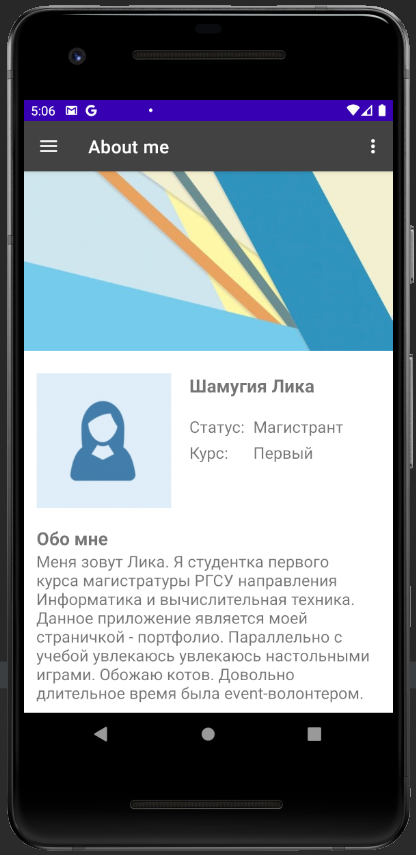 5:06
About me
Шамугия Лика
Статус: Магистрант
Курс: Первый
Обо мне
Меня зовут Лика. Я студентка первого
курса магистратуры РГСУ направления
Информатика и вычислительная техника.
Данное приложение является моей
страничкой - портфолио. Параллельно с
учебой увлекаюсь увлекаюсь настольными
играми. Обожаю котов. Довольно
длительное время была event-волонтером.